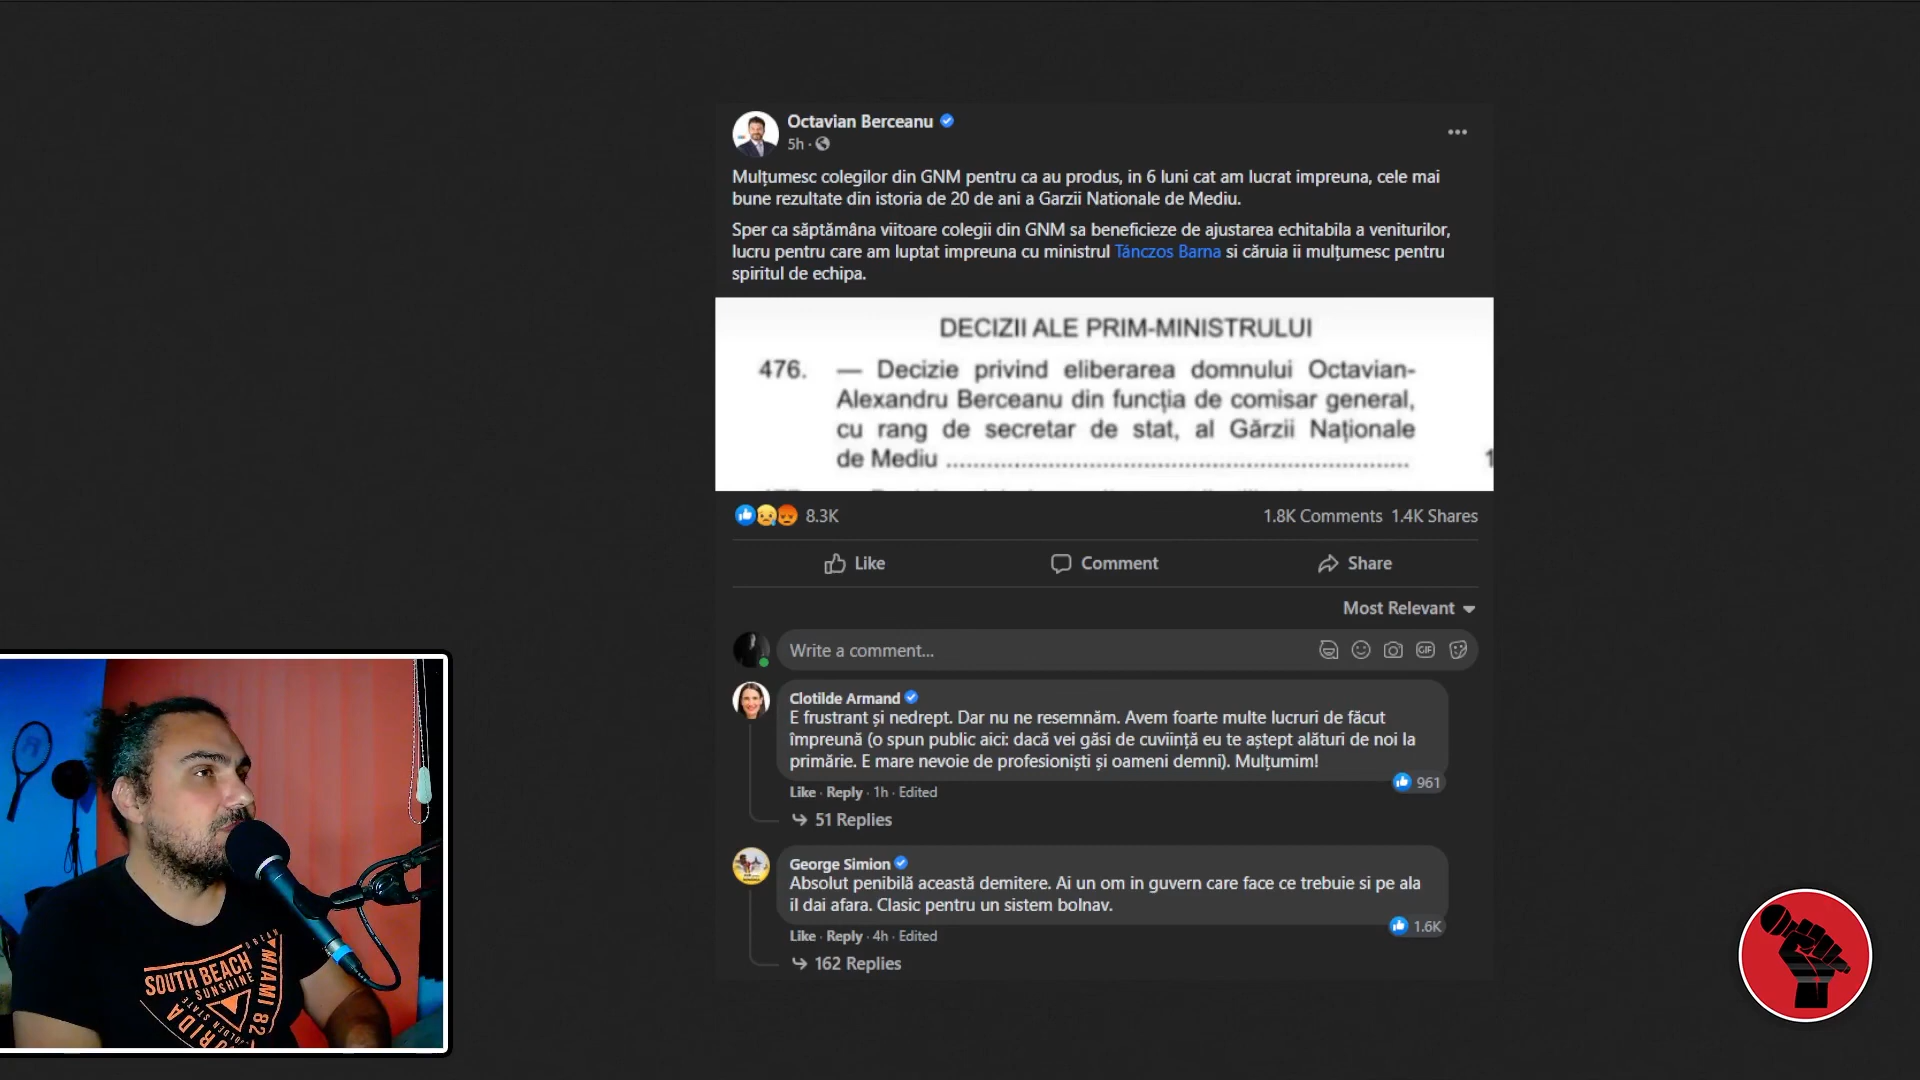 Octavian Berceanu
5h ·
Mulțumesc colegilor din GNM pentru ca au produs, in 6 luni cat am lucrat impreuna, cele mai
bune rezultate din istoria de 20 de ani a Garzii Nationale de Mediu.
Sper ca săptămâna viitoare colegii din GNM sa beneficieze de ajustarea echitabila a veniturilor,
lucru pentru care am luptat impreuna cu ministrul Tánczos Barna si căruia ii mulțumesc pentru
spiritul de echipa.
DECIZII ALE PRIM-MINISTRULUI
476. — Decizie privind eliberarea domnului Octavian-
Alexandru Berceanu din funcția de comisar general,
cu rang de secretar de stat, al Gărzii Naționale
de Mediu ............................................................... 1
8.3K 1.8K Comments 1.4K Shares
Like Comment Share
Most Relevant
Write a comment...
GIF
Clotilde Armand
E frustrant și nedrept. Dar nu ne resemnăm. Avem foarte multe lucruri de făcut
împreună (o spun public aici: dacă vei găsi de cuviință eu te aștept alături de noi la
primărie. E mare nevoie de profesioniști și oameni demni). Mulțumim!
961
Like · Reply · 1h · Edited
51 Replies
George Simion
Absolut penibilă această demitere. Ai un om in guvern care face ce trebuie si pe ala
il dai afara. Clasic pentru un sistem bolnav.
1.6K
Like · Reply · 4h · Edited
162 Replies
SOUTH BEACH
SUNSHINE
MIAMI 82